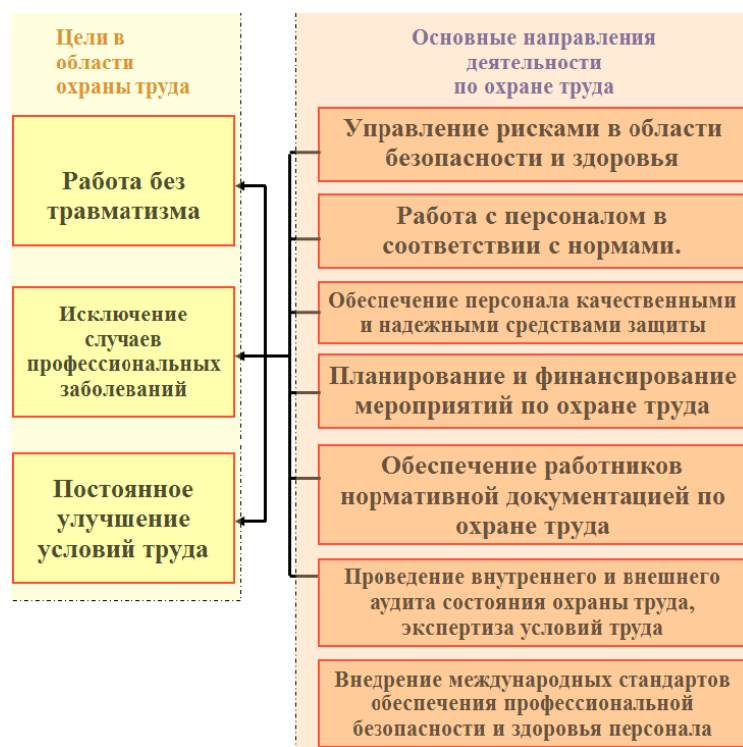 Цели в
области
охраны труда
Работа без
травматизма
Исключение
случаев
профессиональных
заболеваний
Постоянное
улучшение
условий труда
Основные направления
деятельности
по охране труда
Управление рисками в области
безопасности и здоровья
Работа с персоналом в
соответствии с нормами.
Обеспечение персонала качественными
и надежными средствами защиты
Планирование и финансирование
мероприятий по охране труда
Обеспечение работников
нормативной документацией по
охране труда
Проведение внутреннего и внешнего
аудита состояния охраны труда,
экспертиза условий труда
Внедрение международных стандартов
обеспечения профессиональной
безопасности и здоровья персонала